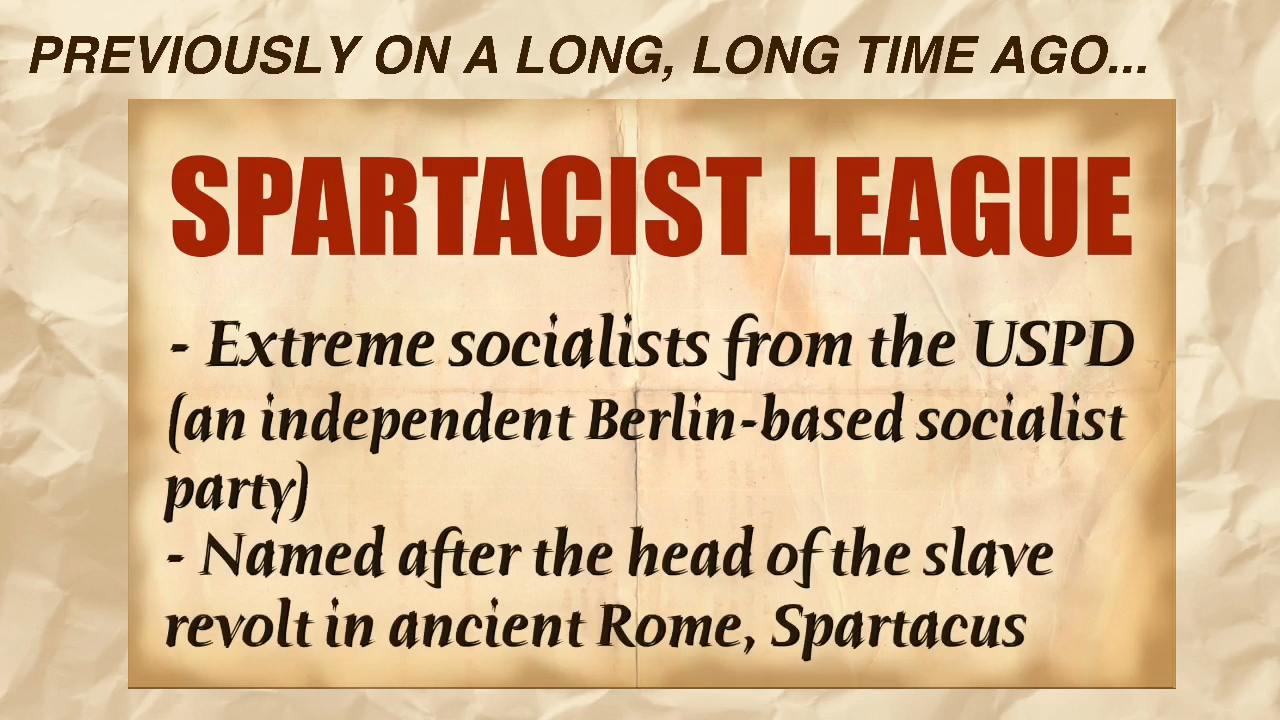 PREVIOUSLY ON A LONG, LONG TIME AGO...
SPARTACIST LEAGUE
- Extreme socialists from the USPD
(an independent Berlin-based socialist
party)
- Named after the head of the slave
revolt in ancient Rome, Spartacus